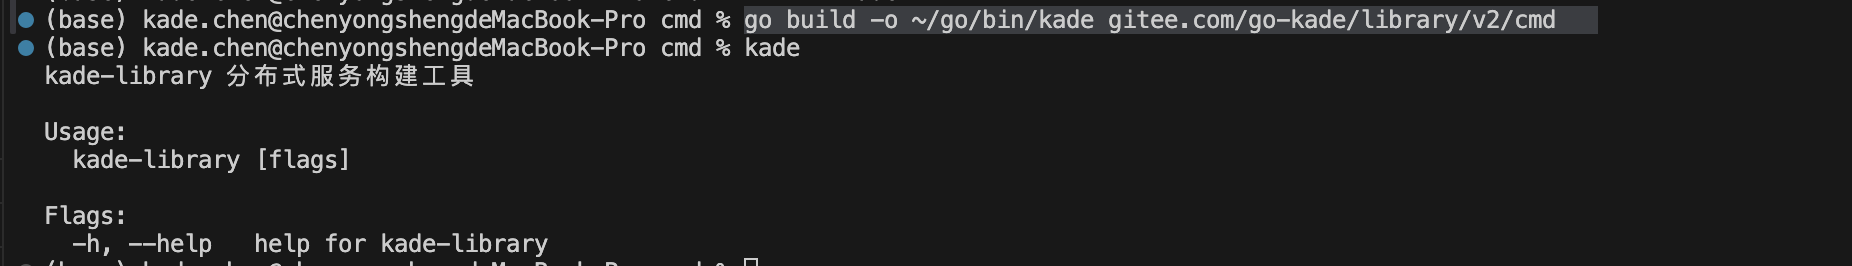 (base) kade.chen@chenyongshengdeMacBook-Pro cmd % go build -o ~/go/bin/kade gitee.com/go-kade/library/v2/cmd
(base) kade.chen@chenyongshengdeMacBook-Pro cmd % kade
kade-library 分布式服务构建工具
Usage:
kade-library [flags]
Flags:
-h, --help help for kade-library